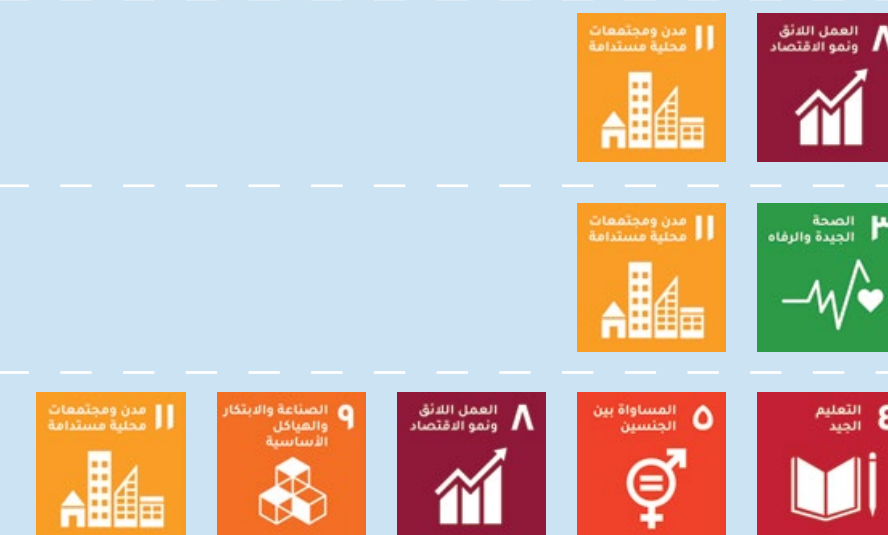 ٨ العمل اللائق
ونمو الاقتصاد
١١ مدن ومجتمعات
محلية مستدامة
٣ الصحة
الجيدة والرفاه
١١ مدن ومجتمعات
محلية مستدامة
٤ التعليم
الجيد
٥ المساواة بين
الجنسين
٨ العمل اللائق
ونمو الاقتصاد
٩ الصناعة والابتكار
والهياكل
الأساسية
١١ مدن ومجتمعات
محلية مستدامة